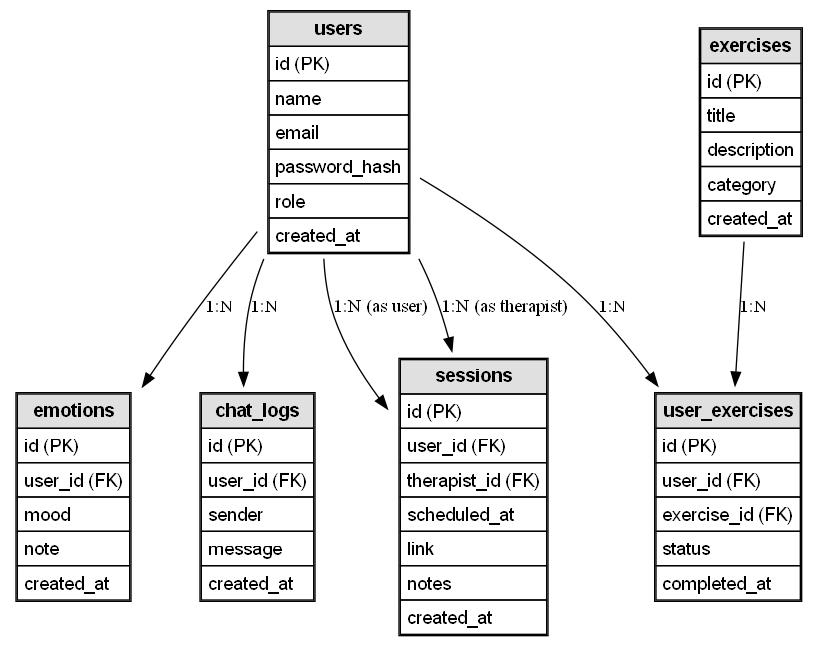 users
id (PK)
name
email
password_hash
role
created_at
exercises
id (PK)
title
description
category
created_at
1:N
1:N
1:N (as user)
1:N (as therapist)
1:N
1:N
emotions
id (PK)
user_id (FK)
mood
note
created_at
chat_logs
id (PK)
user_id (FK)
sender
message
created_at
sessions
id (PK)
user_id (FK)
therapist_id (FK)
scheduled_at
link
notes
created_at
user_exercises
id (PK)
user_id (FK)
exercise_id (FK)
status
completed_at